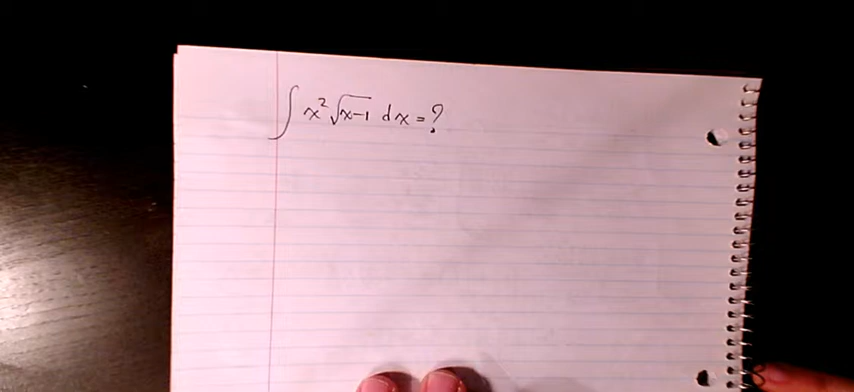 ∫ x² √(x-1) dx = ?